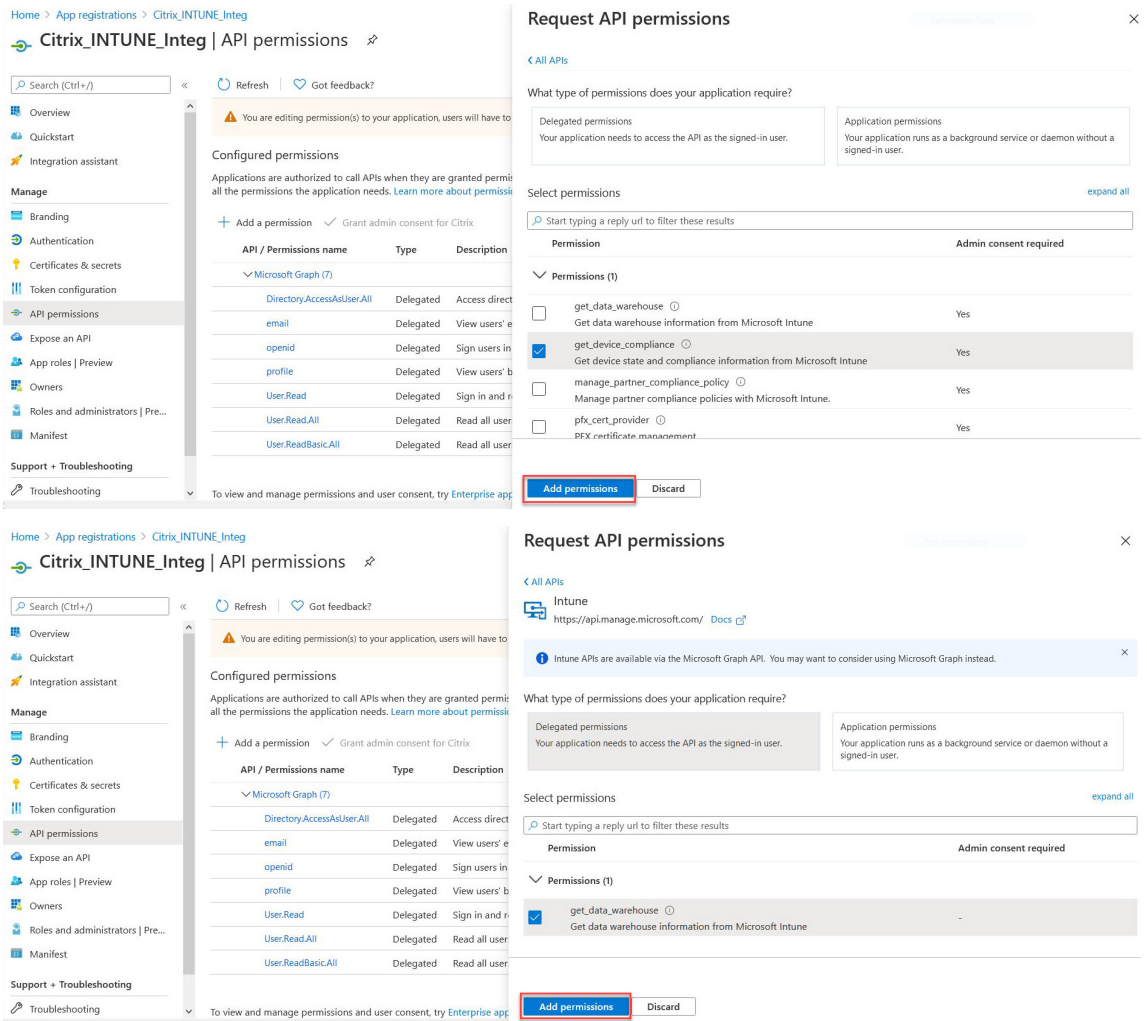 Home > App registrations > Citrix_INTUNE_Integ
Citrix_INTUNE_Integ | API permissions
Search (Ctrl+/)
Overview
Quickstart
Integration assistant
Manage
Branding
Authentication
Certificates & secrets
Token configuration
API permissions
Expose an API
App roles | Preview
Owners
Roles and administrators | Pre...
Manifest
Support + Troubleshooting
Troubleshooting
Refresh Got feedback?
You are editing permission(s) to your application, users will have to
Configured permissions
Applications are authorized to call APIs when they are granted permis
all the permissions the application needs. Learn more about permissio
Add a permission Grant admin consent for Citrix
API / Permissions name Type Description
Microsoft Graph (7)
Directory.AccessAsUser.All Delegated Access direct
email Delegated View users' e
openid Delegated Sign users in
profile Delegated View users' b
User.Read Delegated Sign in and r
User.Read.All Delegated Read all user
User.ReadBasic.All Delegated Read all user
To view and manage permissions and user consent, try Enterprise app
Request API permissions
All APIs
What type of permissions does your application require?
Delegated permissions
Your application needs to access the API as the signed-in user.
Application permissions
Your application runs as a background service or daemon without a
signed-in user.
Select permissions expand all
Start typing a reply url to filter these results
Permission Admin consent required
Permissions (1)
get_data_warehouse
Get data warehouse information from Microsoft Intune
Yes
get_device_compliance
Get device state and compliance information from Microsoft Intune
Yes
manage_partner_compliance_policy
Manage partner compliance policies with Microsoft Intune.
Yes
pfx_cert_provider
PFX certificate management
Yes
Add permissions Discard
Home > App registrations > Citrix_INTUNE_Integ
Citrix_INTUNE_Integ | API permissions
Search (Ctrl+/)
Overview
Quickstart
Integration assistant
Manage
Branding
Authentication
Certificates & secrets
Token configuration
API permissions
Expose an API
App roles | Preview
Owners
Roles and administrators | Pre...
Manifest
Support + Troubleshooting
Troubleshooting
Refresh Got feedback?
You are editing permission(s) to your application, users will have to
Configured permissions
Applications are authorized to call APIs when they are granted permis
all the permissions the application needs. Learn more about permissio
Add a permission Grant admin consent for Citrix
API / Permissions name Type Description
Microsoft Graph (7)
Directory.AccessAsUser.All Delegated Access direct
email Delegated View users' e
openid Delegated Sign users in
profile Delegated View users' b
User.Read Delegated Sign in and r
User.Read.All Delegated Read all user
User.ReadBasic.All Delegated Read all user
To view and manage permissions and user consent, try Enterprise app
Request API permissions
All APIs
Intune
https://api.manage.microsoft.com/ Docs
Intune APIs are available via the Microsoft Graph API. You may want to consider using Microsoft Graph instead.
What type of permissions does your application require?
Delegated permissions
Your application needs to access the API as the signed-in user.
Application permissions
Your application runs as a background service or daemon without a
signed-in user.
Select permissions expand all
Start typing a reply url to filter these results
Permission Admin consent required
Permissions (1)
get_data_warehouse
Get data warehouse information from Microsoft Intune
-
Add permissions Discard